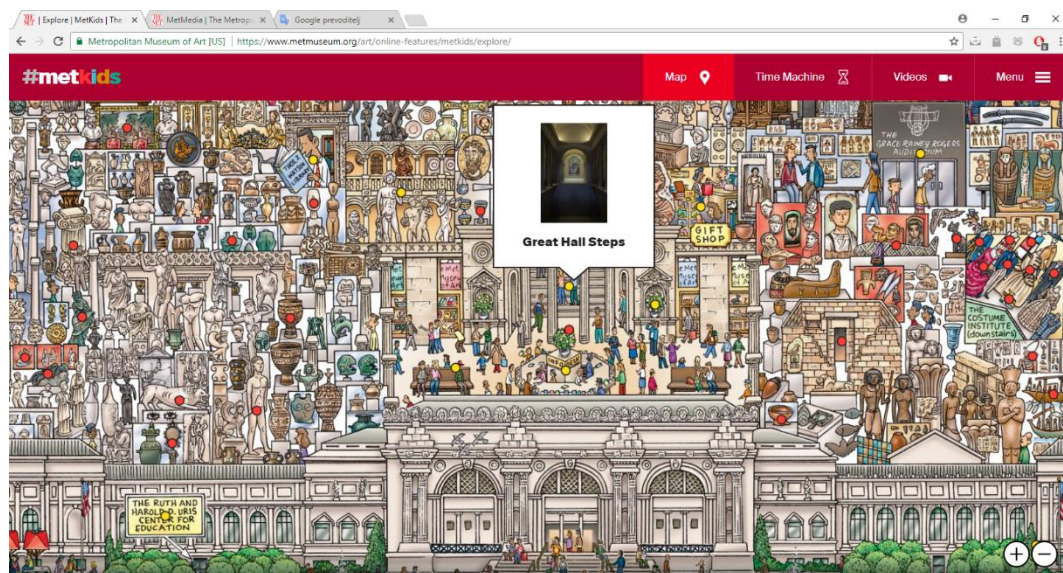 | Explore | MetKids | The
MetMedia | The Metropo
Google prevoditelj
Metropolitan Museum of Art [US] | https://www.metmuseum.org/art/online-features/metkids/explore/
#metkids
Map
Time Machine
Videos
Menu
THE
GRACE RAINEY ROGERS
AUDITORIUM
Great Hall Steps
GIFT
SHOP
THE
COSTUME
INSTITUTE
(downstairs)
THE RUTH AND
HAROLD D. URIS
CENTER FOR
EDUCATION